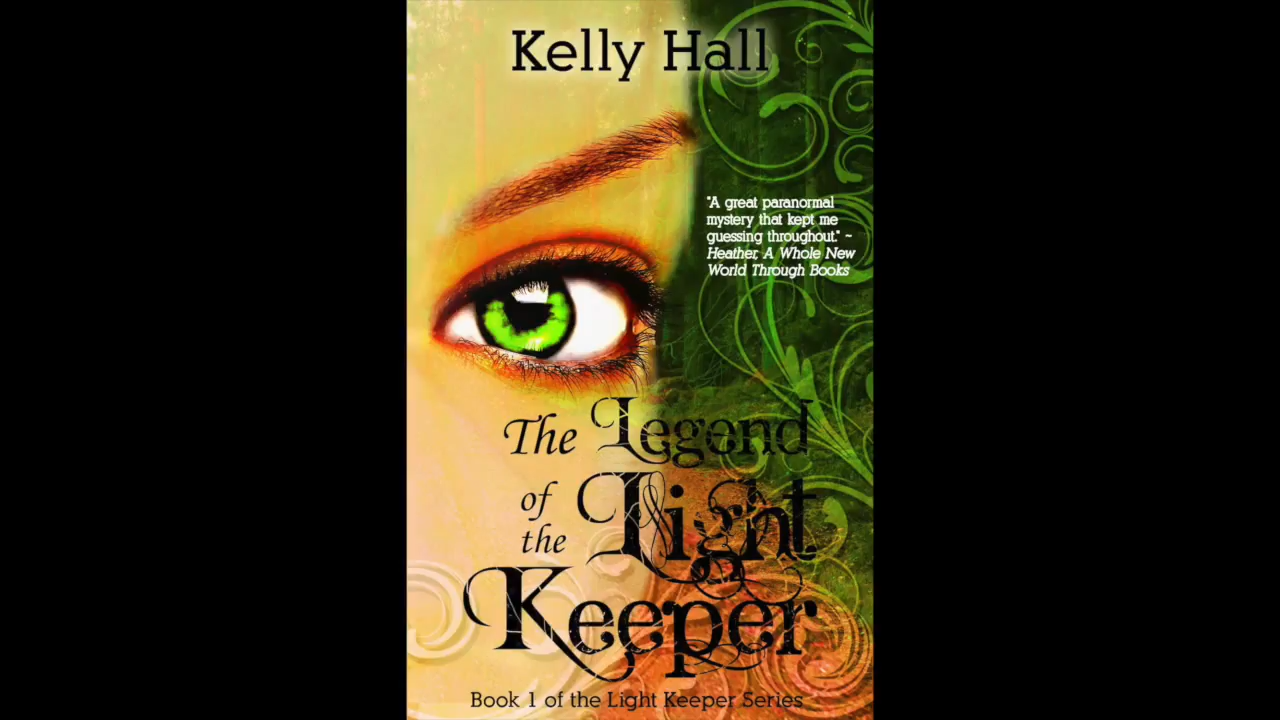 Kelly Hall
"A great paranormal
mystery that kept me
guessing throughout." ~
Heather, A Whole New
World Through Books
The Legend
of the Light
Keeper
Book 1 of the Light Keeper Series